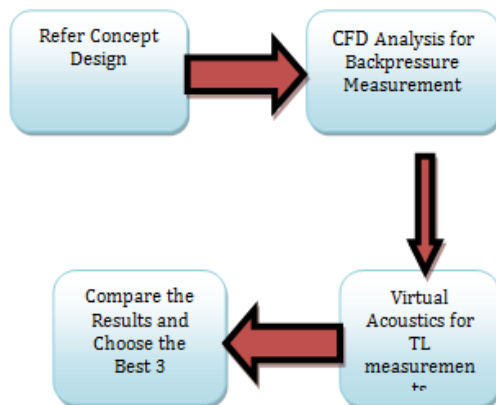 Refer Concept
Design
CFD Analysis for
Backpressure
Measurement
Virtual
Acoustics for
TL
measuremen
ts
Compare the
Results and
Choose the
Best 3